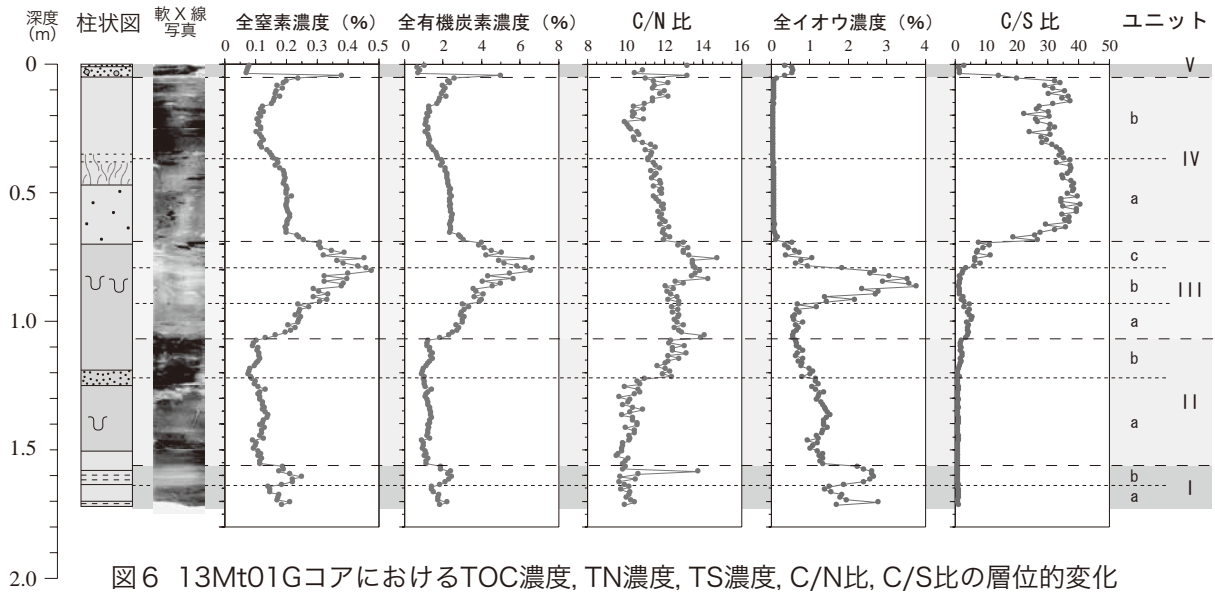 深度
(m)
柱状図
軟X線
写真
全窒素濃度（%）
全有機炭素濃度（%）
C/N比
全イオウ濃度（%）
C/S 比
ユニット
0 0.1 0.2 0.3 0.4 0.5
0 2 4 6 8
8 10 12 14 16
0 1 2 3 4
0 10 20 30 40 50
0
0.5
1.0
1.5
2.0
V
b
IV
a
c
b
III
a
b
II
a
b
I
a
図6 13Mt01GコアにおけるTOC濃度, TN濃度, TS濃度, C/N比, C/S比の層位的変化